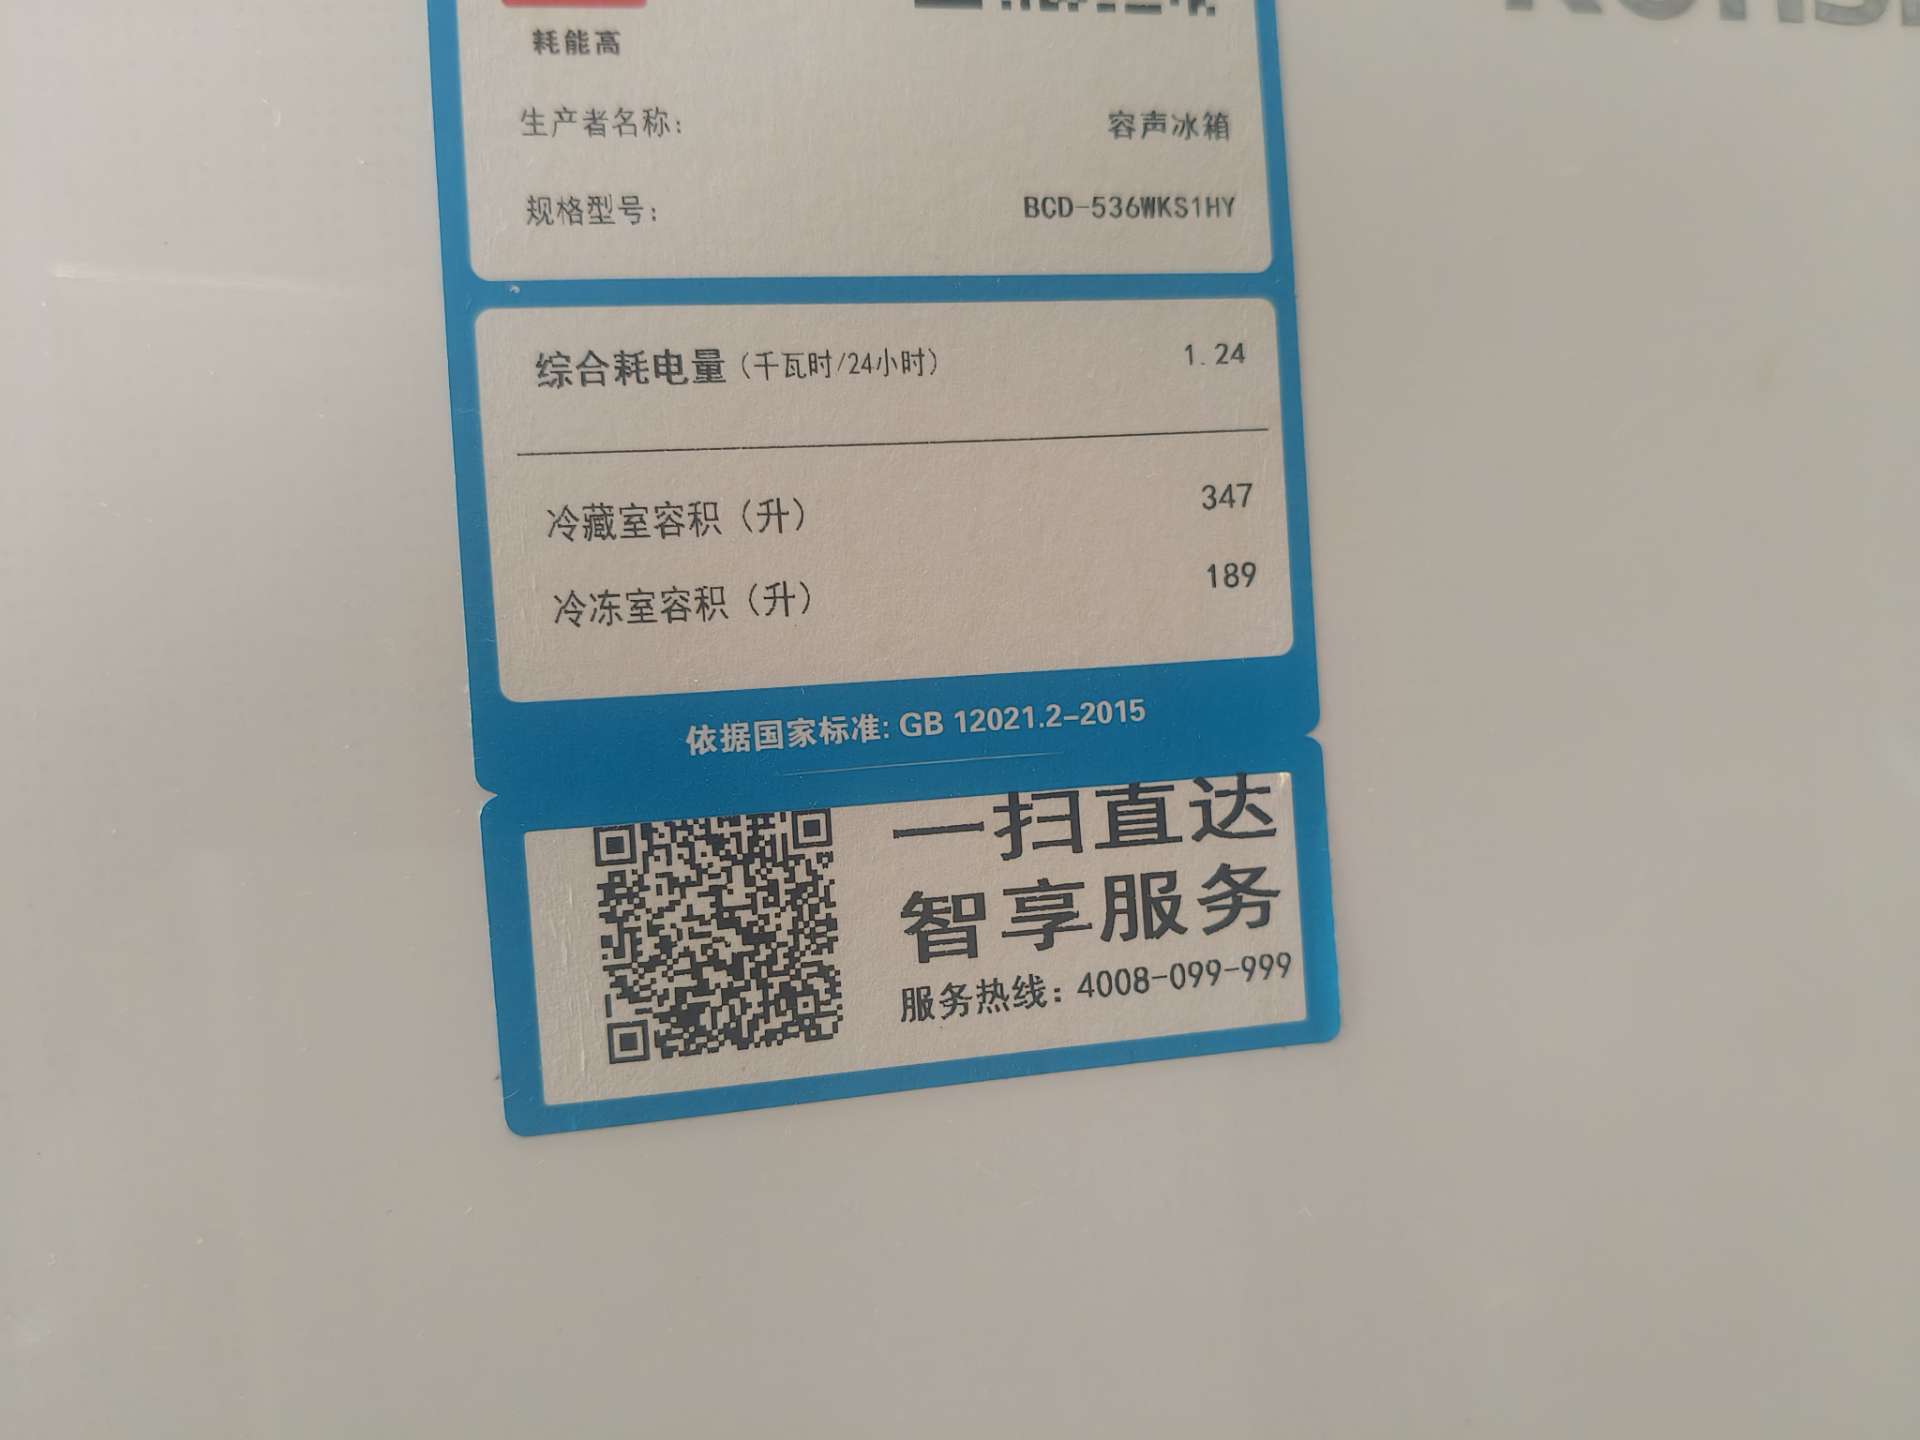 耗能高
生产者名称: 容声冰箱
规格型号: BCD-536WKS1HY
综合耗电量(千瓦时/24小时) 1.24
冷藏室容积(升) 347
冷冻室容积(升) 189
依据国家标准: GB 12021.2-2015
一扫直达
智享服务
服务热线: 4008-099-999